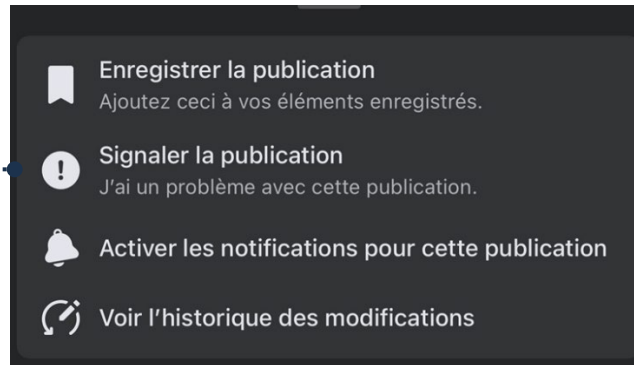 Enregistrer la publication
Ajoutez ceci à vos éléments enregistrés.
Signaler la publication
J'ai un problème avec cette publication.
Activer les notifications pour cette publication
Voir l'historique des modifications